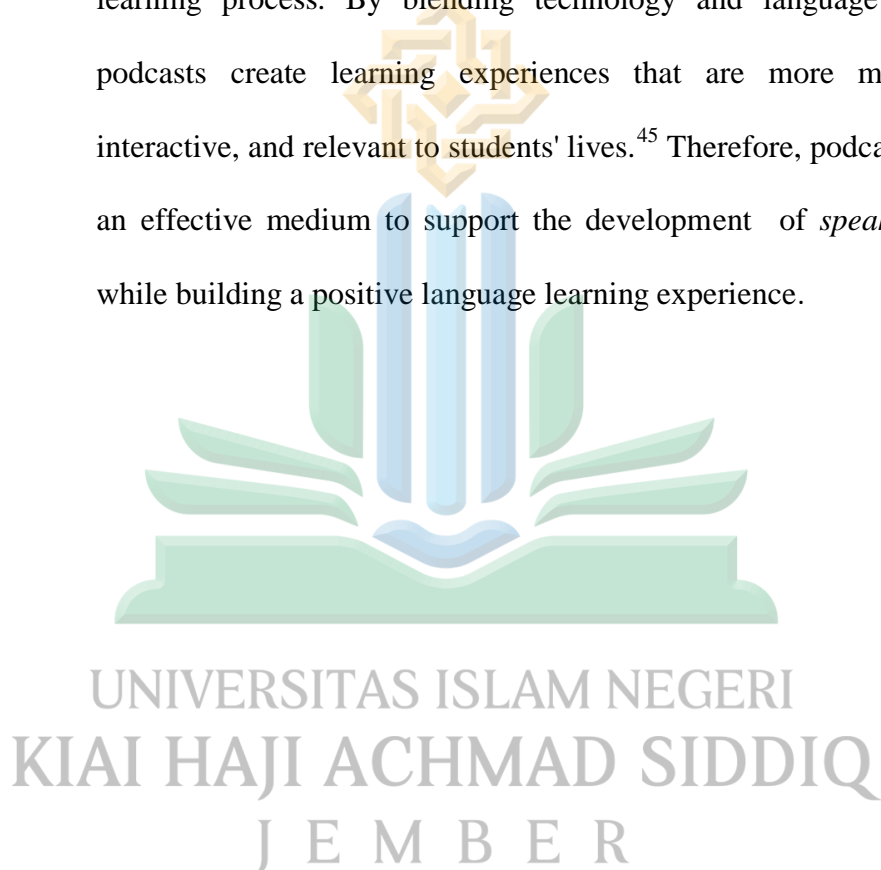 learning process. By blending technology and language
podcasts create learning experiences that are more
interactive, and relevant to students' lives.45 Therefore,
an effective medium to support the development of
while building a positive language learning experience.
UNIVERSITAS ISLAM NEGERI
KIAI HAJI ACHMAD SIDDIQ
JEMBER